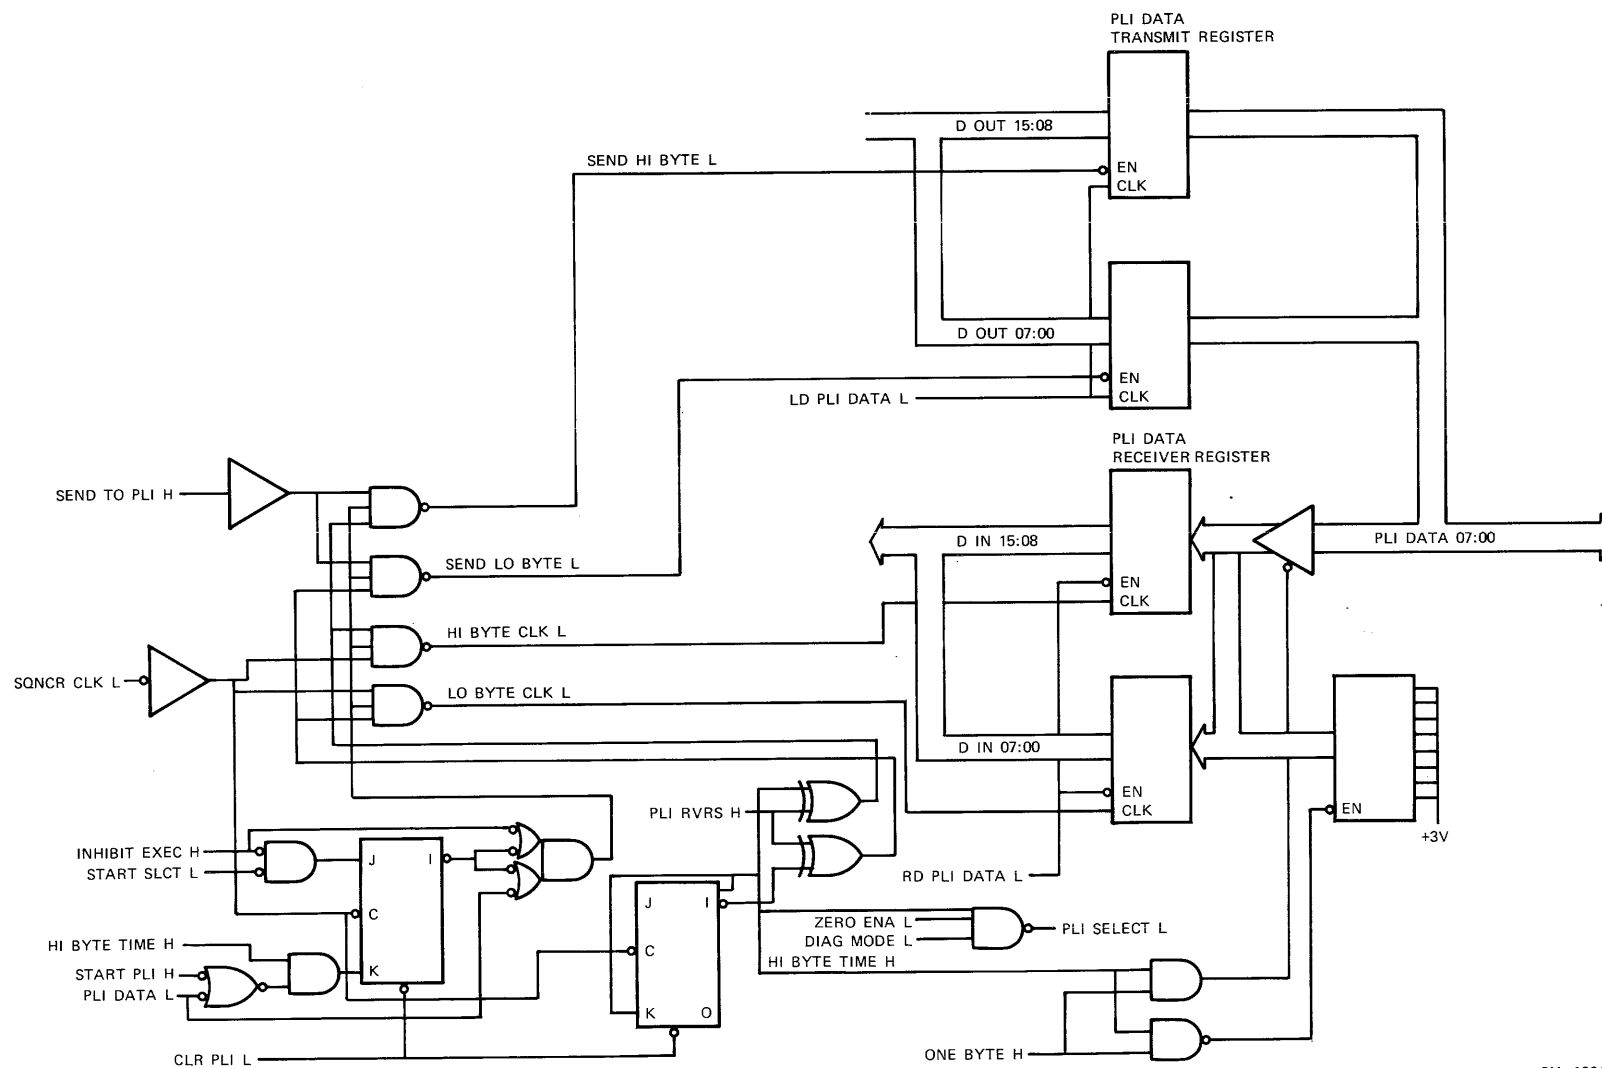 PLI DATA
TRANSMIT REGISTER
D OUT 15:08
SEND HI BYTE L
EN
CLK
D OUT 07:00
EN
LD PLI DATA L
CLK
PLI DATA
RECEIVER REGISTER
SEND TO PLI H
D IN 15:08
PLI DATA 07:00
SEND LO BYTE L
EN
CLK
HI BYTE CLK L
SQNCR CLK L
LO BYTE CLK L
D IN 07:00
EN
CLK
PLI RVRS H
EN
+3V
INHIBIT EXEC H
START SLCT L
J
I
RD PLI DATA L
C
J
I
ZERO ENA L
PLI SELECT L
DIAG MODE L
HI BYTE TIME H
C
HI BYTE TIME H
START PLI H
K
PLI DATA L
K
O
CLR PLI L
ONE BYTE H